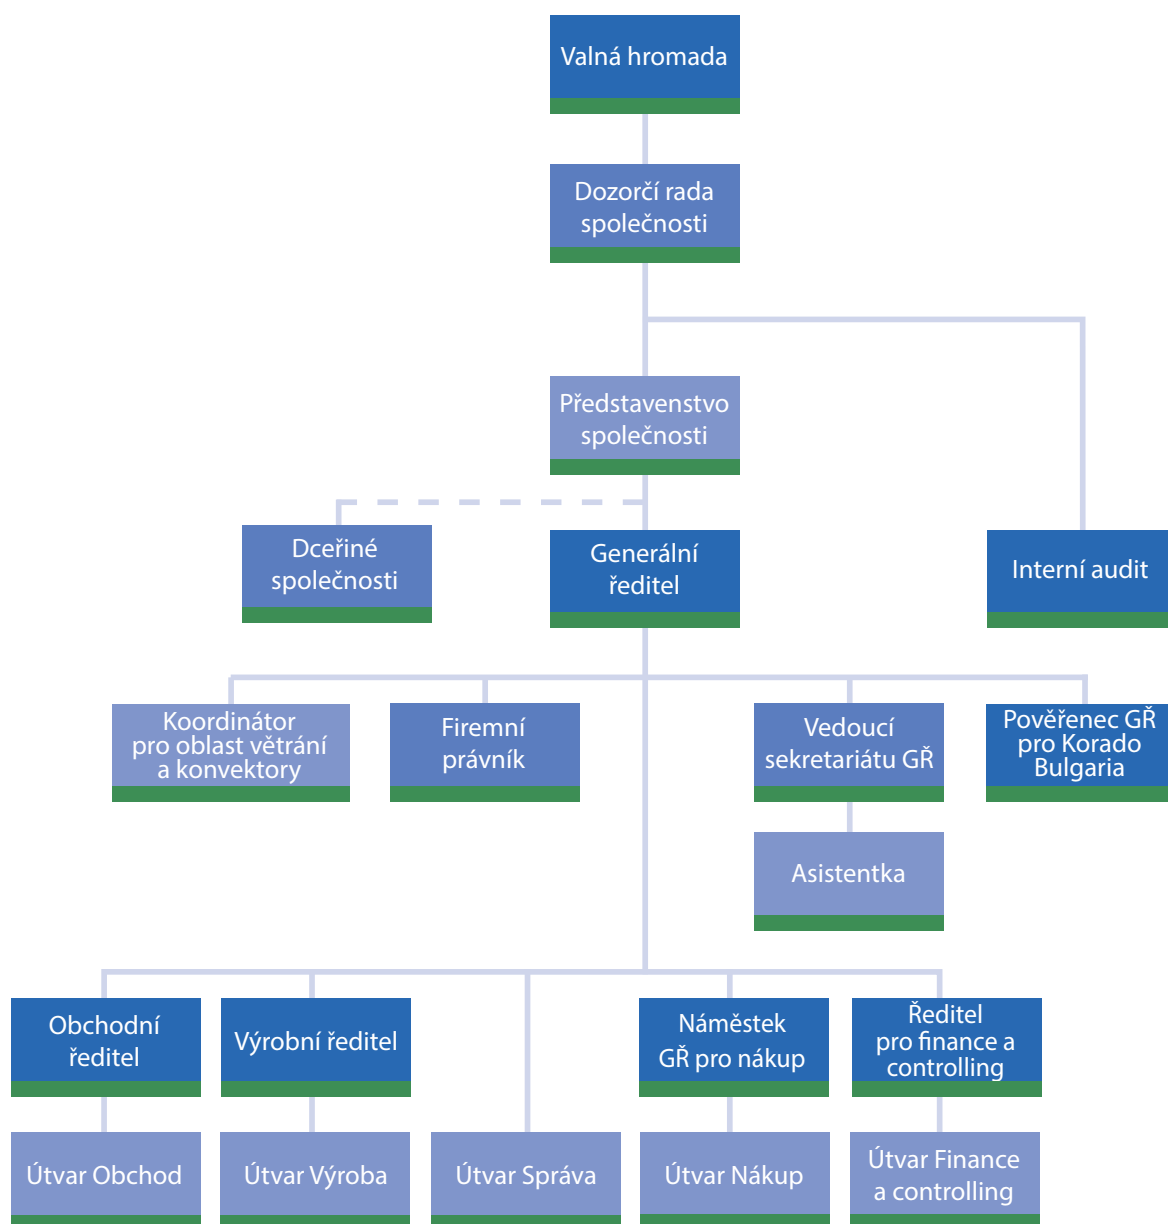 Valná hromada
Dozorčí rada
společnosti
Představenstvo
společnosti
Dceřiné
společnosti
Generální
ředitel
Interní audit
Koordinátor
pro oblast větrání
a konvektory
Firemní
právník
Vedoucí
sekretariátu GŘ
Pověřenec GŘ
pro Korado
Bulgaria
Asistentka
Obchodní
ředitel
Výrobní ředitel
Náměstek
GŘ pro nákup
Ředitel
pro finance a
controlling
Útvar Obchod
Útvar Výroba
Útvar Správa
Útvar Nákup
Útvar Finance
a controlling